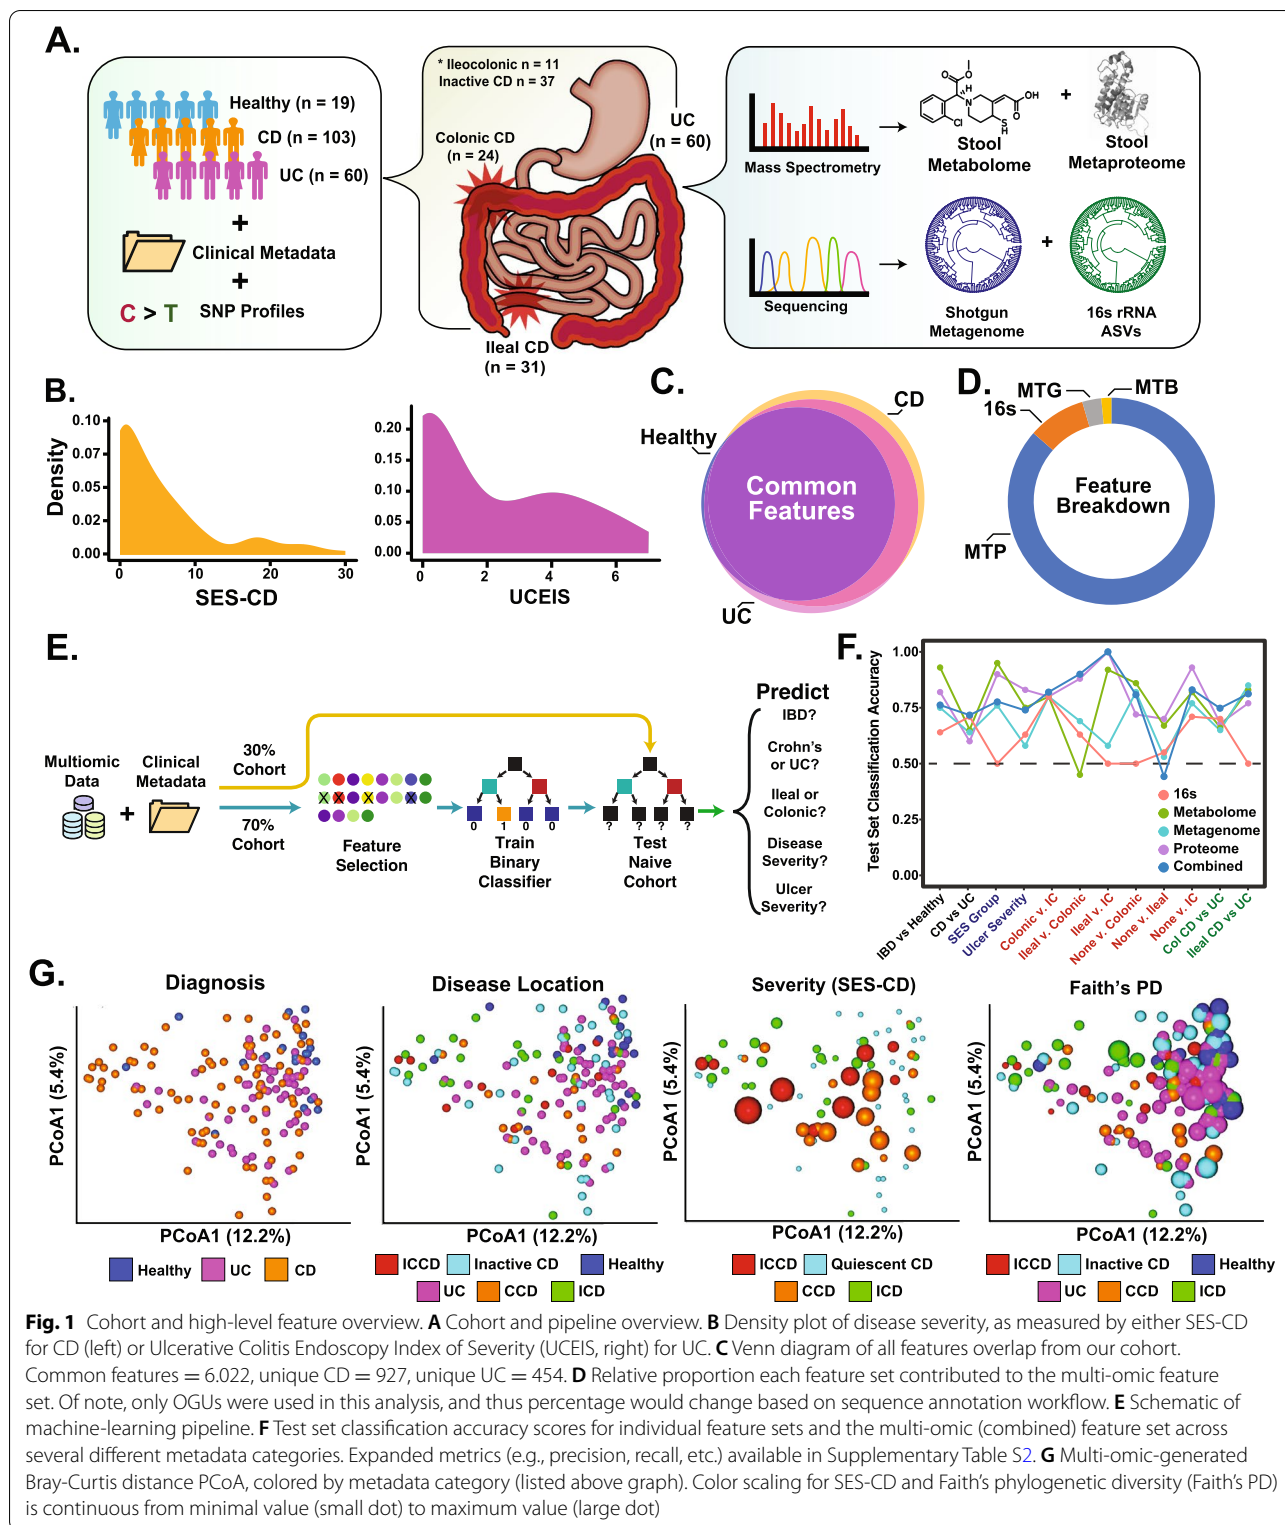 A.
Healthy (n = 19)
CD (n = 103)
UC (n = 60)
+
Clinical Metadata
+
C > T SNP Profiles
* Ileocolonic n = 11
Inactive CD n = 37
Colonic CD
(n = 24)
UC
(n = 60)
Ileal CD
(n = 31)
Mass Spectrometry
O
O
H
N
Cl
S
H
O
OH
+
Stool
Metabolome
Stool
Metaproteome
Sequencing
+
Shotgun
Metagenome
16s rRNA
ASVs
B.
Density
0.10
0.07
0.05
0.02
0.00
0 10 20 30
SES-CD
0.20
0.15
0.10
0.05
0.00
0 2 4 6
UCEIS
C.
CD
Healthy
Common
Features
UC
D.
MTG
MTB
16s
Feature
Breakdown
MTP
E.
Multiomic
Data
+
Clinical
Metadata
30%
Cohort
70%
Cohort
X X X X
Feature
Selection
0 1 0 0
Train
Binary
Classifier
? ? ? ?
Test
Naive
Cohort
Predict
IBD?
Crohn's
or UC?
Ileal or
Colonic?
Disease
Severity?
Ulcer
Severity?
F.
Test Set Classification Accuracy
1.00
0.75
0.50
0.25
0.00
16s
Metabolome
Metagenome
Proteome
Combined
IBD vs Healthy
CD vs UC
SES Group
Ulcer Severity
Colonic v. IC
Ileal v. Colonic
Ileal v. IC
None v. Colonic
None v. Ileal
None v. IC
Col CD vs UC
Ileal CD vs UC
G.
Diagnosis
PCoA1 (5.4%)
PCoA1 (12.2%)
Healthy UC CD
Disease Location
PCoA1 (5.4%)
PCoA1 (12.2%)
ICCD Inactive CD Healthy
UC CCD ICD
Severity (SES-CD)
PCoA1 (5.4%)
PCoA1 (12.2%)
ICCD Quiescent CD
CCD ICD
Faith's PD
PCoA1 (5.4%)
PCoA1 (12.2%)
ICCD Inactive CD Healthy
UC CCD ICD
Fig. 1 Cohort and high-level feature overview. A Cohort and pipeline overview. B Density plot of disease severity, as measured by either SES-CD
for CD (left) or Ulcerative Colitis Endoscopy Index of Severity (UCEIS, right) for UC. C Venn diagram of all features overlap from our cohort.
Common features = 6.022, unique CD = 927, unique UC = 454. D Relative proportion each feature set contributed to the multi-omic feature
set. Of note, only OGUs were used in this analysis, and thus percentage would change based on sequence annotation workflow. E Schematic of
machine-learning pipeline. F Test set classification accuracy scores for individual feature sets and the multi-omic (combined) feature set across
several different metadata categories. Expanded metrics (e.g., precision, recall, etc.) available in Supplementary Table S2. G Multi-omic-generated
Bray-Curtis distance PCoA, colored by metadata category (listed above graph). Color scaling for SES-CD and Faith's phylogenetic diversity (Faith's PD)
is continuous from minimal value (small dot) to maximum value (large dot)